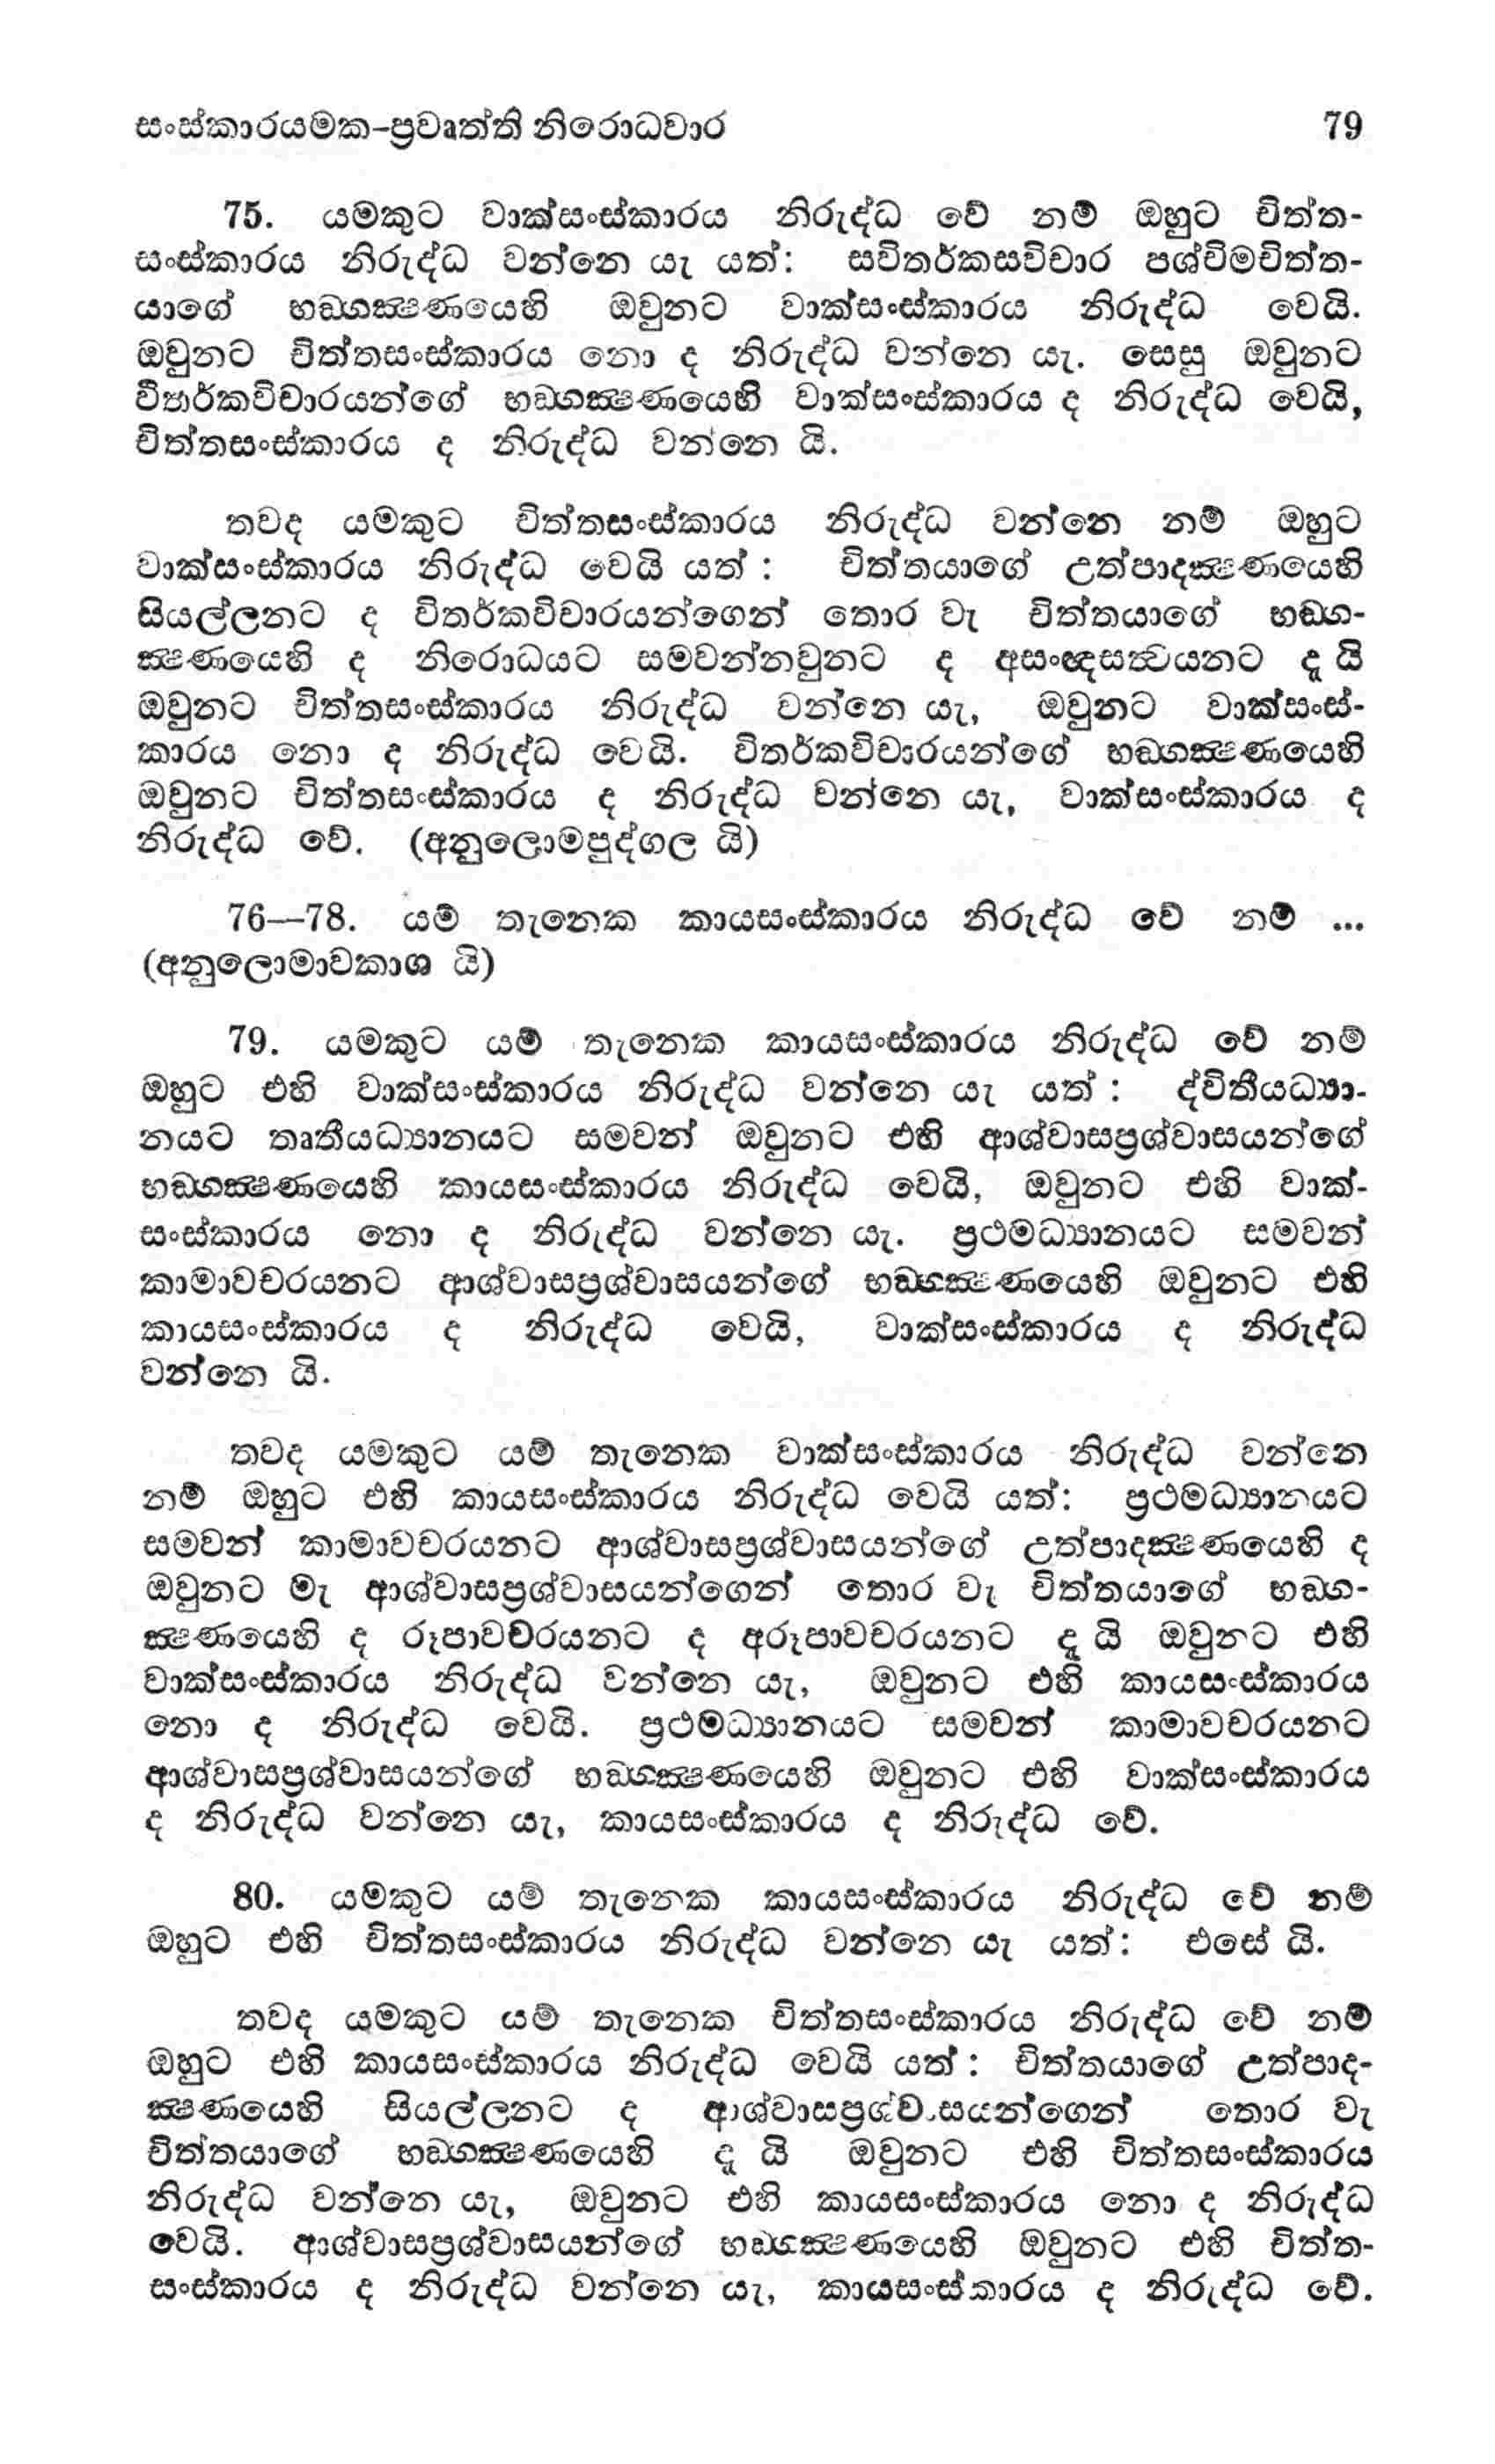 සංස්කාරයමක-ප්‍රවෘත්ති නිරොධවාර 79
75. යමකුට වාක්සංස්කාරය නිරුද්ධ වේ නම් ඔහුට චිත්ත-
සංස්කාරය නිරුද්ධ වන්නෙ යැ යත්: සවිතර්කසවිචාර පශ්චිමචිත්ත-
යාගේ භඞ්ගක්‍ෂණයෙහි ඔවුනට වාක්සංස්කාරය නිරුද්ධ වෙයි.
ඔවුනට චිත්තසංස්කාරය නො ද නිරුද්ධ වන්නෙ යැ. සෙසු ඔවුනට
විතර්කවිචාරයන්ගේ භඞ්ගක්‍ෂණයෙහි වාක්සංස්කාරය ද නිරුද්ධ වෙයි,
චිත්තසංස්කාරය ද නිරුද්ධ වන්නෙ යි.
තවද යමකුට චිත්තසංස්කාරය නිරුද්ධ වන්නෙ නම් ඔහුට
වාක්සංස්කාරය නිරුද්ධ වෙයි යත් : චිත්තයාගේ උත්පාදක්‍ෂණයෙහි
සියල්ලනට ද විතර්කවිචාරයන්ගෙන් තොර වැ චිත්තයාගේ භඞ්ග-
ක්‍ෂණයෙහි ද නිරොධයට සමවන්නවුනට ද අසංඥසත්‍වයනට දු යි
ඔවුනට චිත්තසංස්කාරය නිරුද්ධ වන්නෙ යැ, ඔවුනට වාක්සංස්-
කාරය නො ද නිරුද්ධ වෙයි. විතර්කවිචාරයන්ගේ භඞ්ගක්‍ෂණයෙහි
ඔවුනට චිත්තසංස්කාරය ද නිරුද්ධ වන්නෙ යැ, වාක්සංස්කාරය ද
නිරුද්ධ වේ. (අනුලොමපුද්ගල යි)
76—78. යම් තැනෙක කායසංස්කාරය නිරුද්ධ වේ නම් ...
(අනුලොමාවකාශ යි)
79. යමකුට යම් තැනෙක කායසංස්කාරය නිරුද්ධ වේ නම්
ඔහුට එහි වාක්සංස්කාරය නිරුද්ධ වන්නෙ යැ යත් : ද්විතීයධ්‍යා-
නයට තෘතීයධ්‍යානයට සමවන් ඔවුනට එහි ආශ්වාසප්‍රශ්වාසයන්ගේ
භඞ්ගක්‍ෂණයෙහි කායසංස්කාරය නිරුද්ධ වෙයි, ඔවුනට එහි වාක්-
සංස්කාරය නො ද නිරුද්ධ වන්නෙ යැ. ප්‍රථමධ්‍යානයට සමවන්
කාමාවචරයනට ආශ්වාසප්‍රශ්වාසයන්ගේ භඞ්ගක්‍ෂණයෙහි ඔවුනට එහි
කායසංස්කාරය ද නිරුද්ධ වෙයි, වාක්සංස්කාරය ද නිරුද්ධ
වන්නෙ යි.
තවද යමකුට යම් තැනෙක වාක්සංස්කාරය නිරුද්ධ වන්නෙ
නම් ඔහුට එහි කායසංස්කාරය නිරුද්ධ වෙයි යත්: ප්‍රථමධ්‍යානයට
සමවන් කාමාවචරයනට ආශ්වාසප්‍රශ්වාසයන්ගේ උත්පාදක්‍ෂණයෙහි ද
ඔවුනට මැ ආශ්වාසප්‍රශ්වාසයන්ගෙන් තොර වැ චිත්තයාගේ භඞ්ග-
ක්‍ෂණයෙහි ද රූපාවචරයනට ද අරූපාවචරයනට දු යි ඔවුනට එහි
වාක්සංස්කාරය නිරුද්ධ වන්නෙ යැ, ඔවුනට එහි කායසංස්කාරය
නො ද නිරුද්ධ වෙයි. ප්‍රථමධ්‍යානයට සමවන් කාමාවචරයනට
ආශ්වාසප්‍රශ්වාසයන්ගේ භඞ්ගක්‍ෂණයෙහි ඔවුනට එහි වාක්සංස්කාරය
ද නිරුද්ධ වන්නෙ යැ, කායසංස්කාරය ද නිරුද්ධ වේ.
80. යමකුට යම් තැනෙක කායසංස්කාරය නිරුද්ධ වේ නම්
ඔහුට එහි චිත්තසංස්කාරය නිරුද්ධ වන්නෙ යැ යත්: එසේ යි.
තවද යමකුට යම් තැනෙක චිත්තසංස්කාරය නිරුද්ධ වේ නම්
ඔහුට එහි කායසංස්කාරය නිරුද්ධ වෙයි යත් : චිත්තයාගේ උත්පාද-
ක්‍ෂණයෙහි සියල්ලනට ද ආශ්වාසප්‍රශ්වාසයන්ගෙන් තොර වැ
චිත්තයාගේ භඞ්ගක්‍ෂණයෙහි දු යි ඔවුනට එහි චිත්තසංස්කාරය
නිරුද්ධ වන්නෙ යැ, ඔවුනට එහි කායසංස්කාරය නො ද නිරුද්ධ
වෙයි. ආශ්වාසප්‍රශ්වාසයන්ගේ භඞ්ගක්‍ෂණයෙහි ඔවුනට එහි චිත්ත-
සංස්කාරය ද නිරුද්ධ වන්නෙ යැ, කායසංස්කාරය ද නිරුද්ධ වේ.